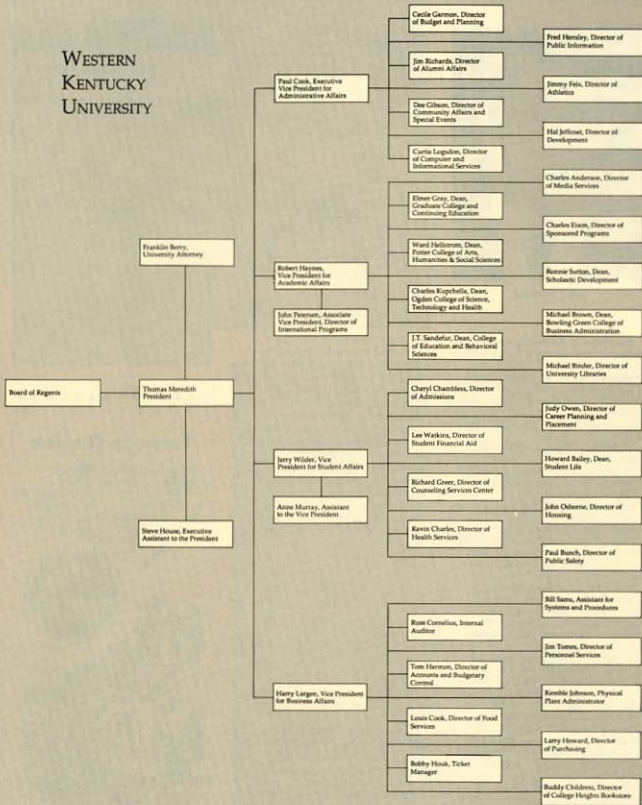 WESTERN
KENTUCKY
UNIVERSITY
Board of Regents
Franklin Berry,
University Attorney
Thomas Meredith
President
Steve House, Executive
Assistant to the President
Paul Cook, Executive
Vice President for
Administrative Affairs
Cecile Garmon, Director
of Budget and Planning
Fred Hensley, Director of
Public Information
Jim Richards, Director
of Alumni Affairs
Jimmy Feix, Director of
Athletics
Dee Gibson, Director of
Community Affairs and
Special Events
Hal Jeffcoat, Director of
Development
Curtis Logsdon, Director
of Computer and
Informational Services
Robert Haynes,
Vice President for
Academic Affairs
John Petersen, Associate
Vice President, Director of
International Programs
Charles Anderson, Director
of Media Services
Elmer Gray, Dean,
Graduate College and
Continuing Education
Charles Eison, Director of
Sponsored Programs
Ward Hellstrom, Dean,
Potter College of Arts,
Humanities & Social Sciences
Ronnie Sutton, Dean,
Scholastic Development
Charles Kupchella, Dean,
Ogden College of Science,
Technology and Health
Michael Brown, Dean,
Bowling Green College of
Business Administration
J.T. Sandefur, Dean, College
of Education and Behavioral
Sciences
Michael Binder, Director of
University Libraries
Jerry Wilder, Vice
President for Student Affairs
Anne Murray, Assistant
to the Vice President
Cheryl Chambless, Director
of Admissions
Judy Owen, Director of
Career Planning and
Placement
Lee Watkins, Director of
Student Financial Aid
Howard Bailey, Dean,
Student Life
Richard Greer, Director of
Counseling Services Center
John Osborne, Director of
Housing
Kevin Charles, Director of
Health Services
Paul Bunch, Director of
Public Safety
Harry Largen, Vice President
for Business Affairs
Bill Sams, Assistant for
Systems and Procedures
Ross Cornelius, Internal
Auditor
Jim Tomes, Director of
Personnel Services
Tom Harmon, Director of
Accounts and Budgetary
Control
Kemble Johnson, Physical
Plant Administrator
Louis Cook, Director of Food
Services
Larry Howard, Director
of Purchasing
Bobby Houk, Ticket
Manager
Buddy Childress, Director
of College Heights Bookstore